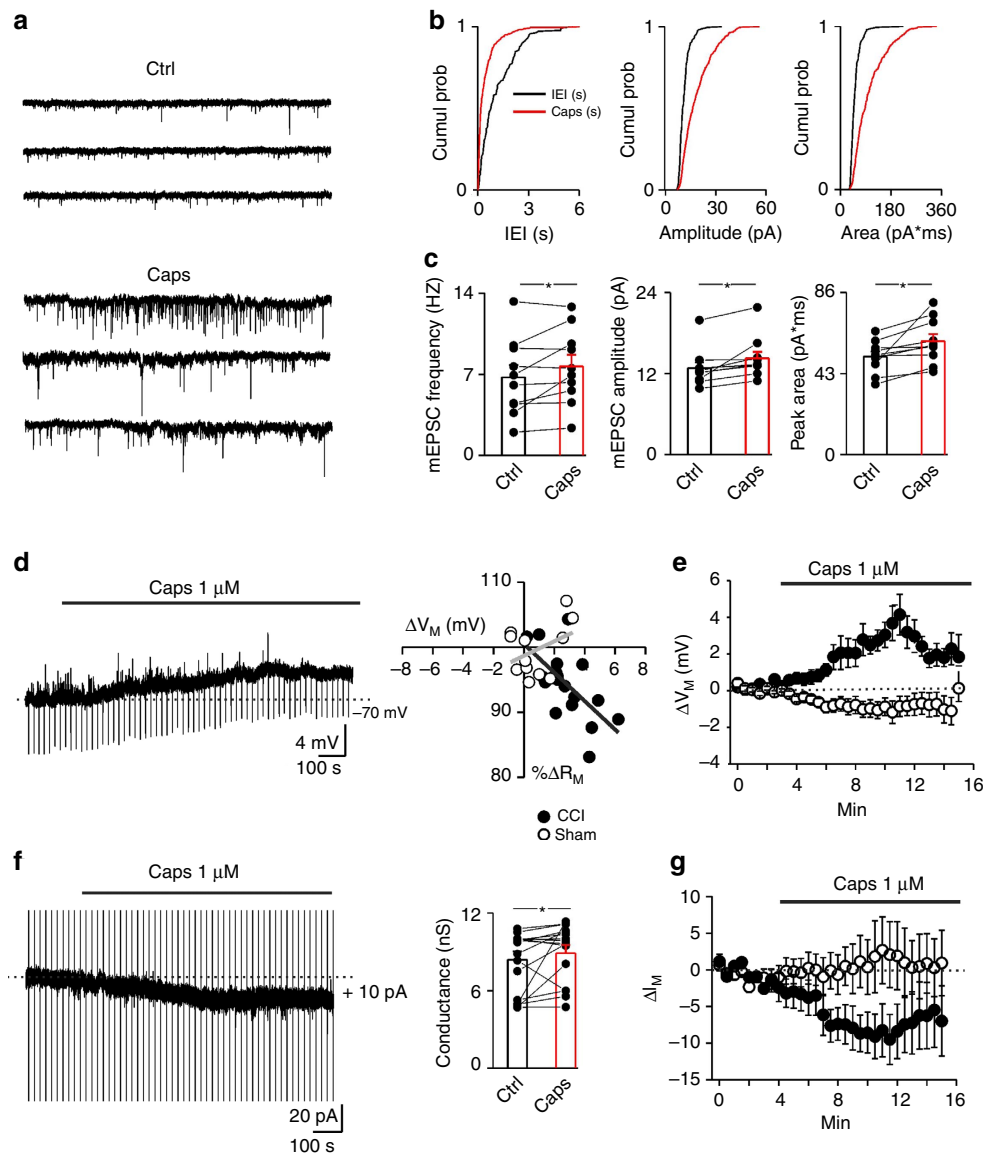 a
Ctrl
Caps
b
Cumul prob
1
0
0 3 6
IEI (s)
IEI (s)
Caps (s)
Cumul prob
1
0
0 30 60
Amplitude (pA)
Cumul prob
1
0
0 180 360
Area (pA*ms)
c
mEPSC frequency (HZ)
14
7
0
*
Ctrl
Caps
mEPSC amplitude (pA)
24
12
0
*
Ctrl
Caps
Peak area (pA*ms)
86
43
0
*
Ctrl
Caps
d
Caps 1 μM
−70 mV
4 mV
100 s
110
ΔVM (mV)
−8 −6 −4 −2 0 2 4 6 8
90
80
%ΔRM
CCI
Sham
e
Caps 1 μM
ΔVM (mV)
6
4
2
0
−2
−4
0 4 8 12 16
Min
f
Caps 1 μM
+ 10 pA
20 pA
100 s
Conductance (nS)
12
6
0
*
Ctrl
Caps
g
Caps 1 μM
ΔIM
10
5
0
−5
−10
−15
0 4 8 12 16
Min